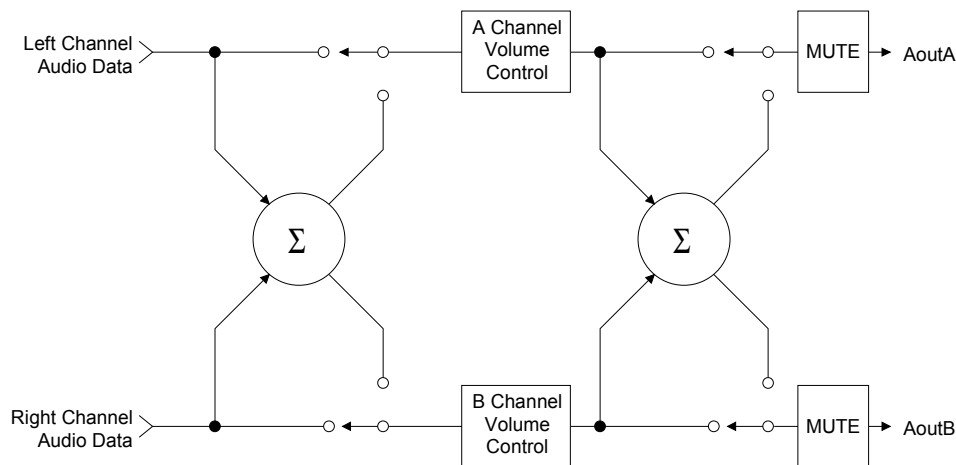 Left Channel
Audio Data
A Channel
Volume
Control
MUTE
AoutA
Σ
Σ
Right Channel
Audio Data
B Channel
Volume
Control
MUTE
AoutB